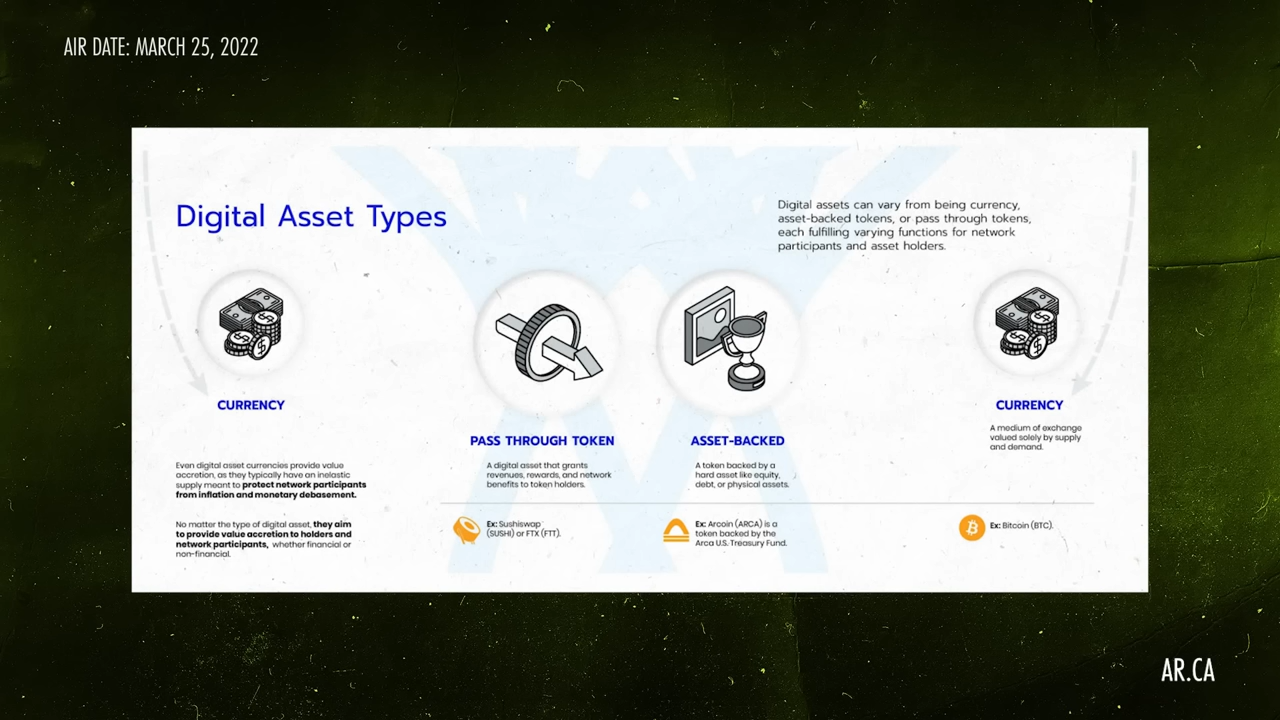 AIR DATE: MARCH 25, 2022
Digital Asset Types
Digital assets can vary from being currency,
asset-backed tokens, or pass through tokens,
each fulfilling varying functions for network
participants and asset holders.
CURRENCY
Even digital asset currencies provide value
accretion, as they typically have an inelastic
supply meant to protect network participants
from inflation and monetary debasement.
No matter the type of digital asset, they aim
to provide value accretion to holders and
network participants, whether financial or
non-financial.
PASS THROUGH TOKEN
A digital asset that grants
revenues, rewards, and network
benefits to token holders.
Ex: Sushiswap
(SUSHI) or FTX (FTT).
ASSET-BACKED
A token backed by a
hard asset like equity,
debt, or physical assets.
Ex: Arcoin (ARCA) is a
token backed by the
Arca U.S. Treasury Fund.
CURRENCY
A medium of exchange
valued solely by supply
and demand.
Ex: Bitcoin (BTC).
AR.CA